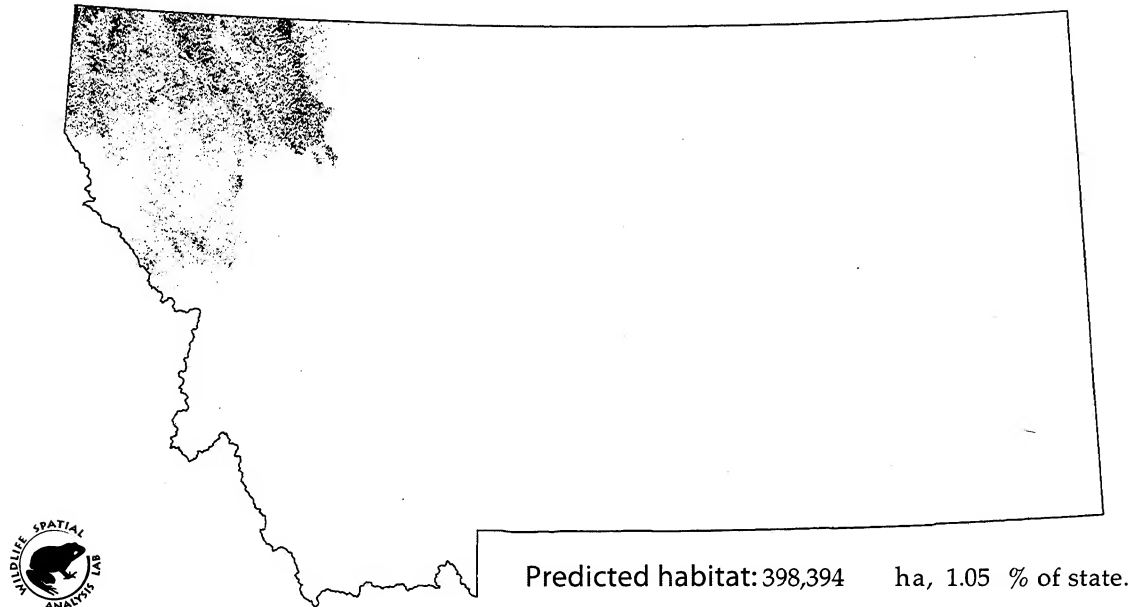 WILDLIFE SPATIAL
ANALYSIS LAB
Predicted habitat: 398,394 ha, 1.05 % of state.